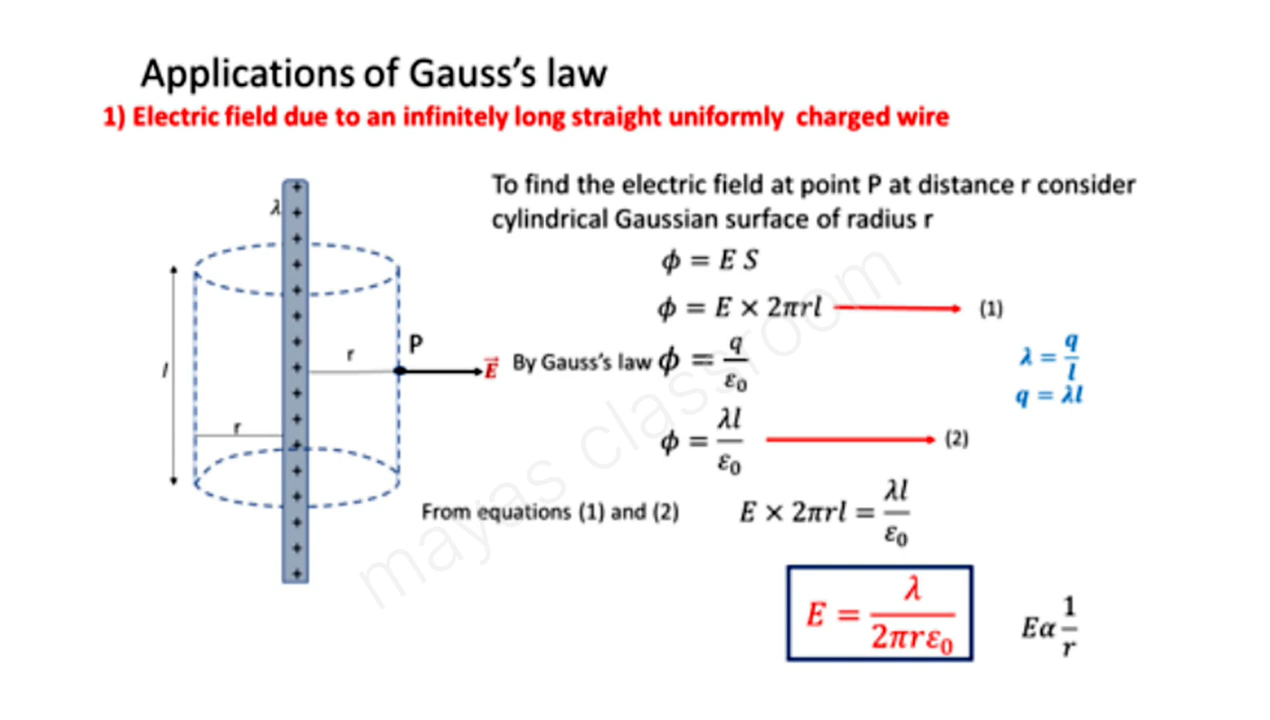 Applications of Gauss's law
1) Electric field due to an infinitely long straight uniformly charged wire
To find the electric field at point P at distance r consider
cylindrical Gaussian surface of radius r
λ
ϕ = E S
ϕ = E × 2πrl (1)
P
r
l
E⃗
By Gauss's law ϕ = q/ε₀
λ = q/l
q = λl
r
ϕ = λl/ε₀ (2)
From equations (1) and (2) E × 2πrl = λl/ε₀
E = λ/2πrε₀
Eα 1/r
mayas classroom